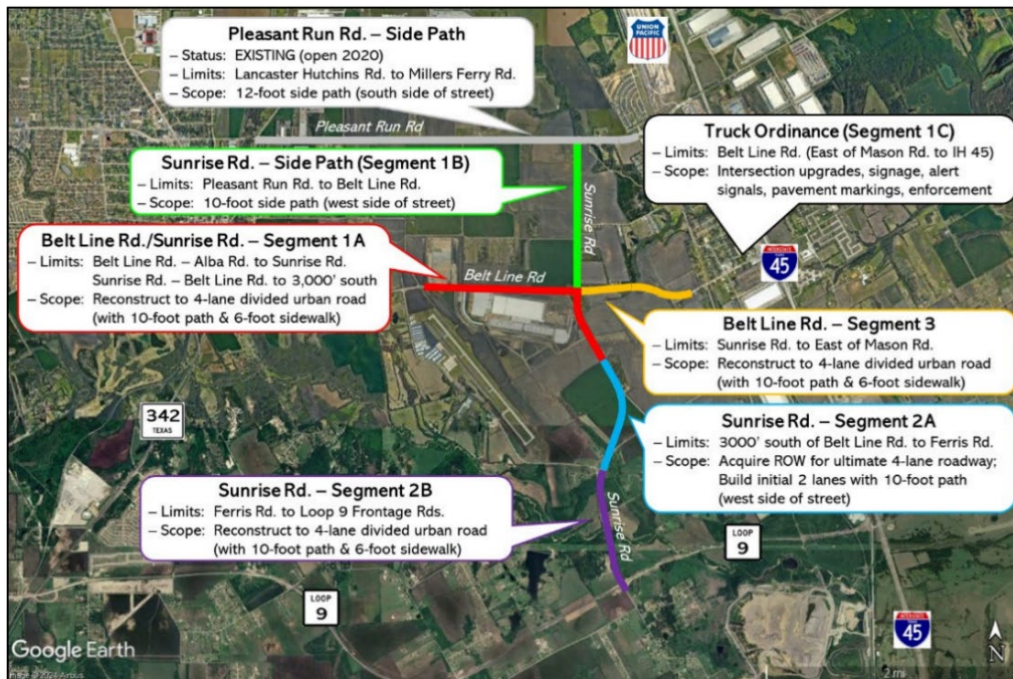 Pleasant Run Rd. – Side Path
– Status: EXISTING (open 2020)
– Limits: Lancaster Hutchins Rd. to Millers Ferry Rd.
– Scope: 12-foot side path (south side of street)
UNION
PACIFIC
Pleasant Run Rd
Truck Ordinance (Segment 1C)
– Limits: Belt Line Rd. (East of Mason Rd. to IH 45)
– Scope: Intersection upgrades, signage, alert
signals, pavement markings, enforcement
Sunrise Rd. – Side Path (Segment 1B)
– Limits: Pleasant Run Rd. to Belt Line Rd.
– Scope: 10-foot side path (west side of street)
Sunrise Rd
Belt Line Rd./Sunrise Rd. – Segment 1A
– Limits: Belt Line Rd. – Alba Rd. to Sunrise Rd.
Sunrise Rd. – Belt Line Rd. to 3,000’ south
– Scope: Reconstruct to 4-lane divided urban road
(with 10-foot path & 6-foot sidewalk)
Belt Line Rd
INTERSTATE
45
Belt Line Rd. – Segment 3
– Limits: Sunrise Rd. to East of Mason Rd.
– Scope: Reconstruct to 4-lane divided urban road
(with 10-foot path & 6-foot sidewalk)
342
TEXAS
Sunrise Rd. – Segment 2A
– Limits: 3000’ south of Belt Line Rd. to Ferris Rd.
– Scope: Acquire ROW for ultimate 4-lane roadway;
Build initial 2 lanes with 10-foot path
(west side of street)
Sunrise Rd. – Segment 2B
– Limits: Ferris Rd. to Loop 9 Frontage Rds.
– Scope: Reconstruct to 4-lane divided urban road
(with 10-foot path & 6-foot sidewalk)
Sunrise Rd
LOOP
9
LOOP
9
INTERSTATE
45
Google Earth
N
2 mi